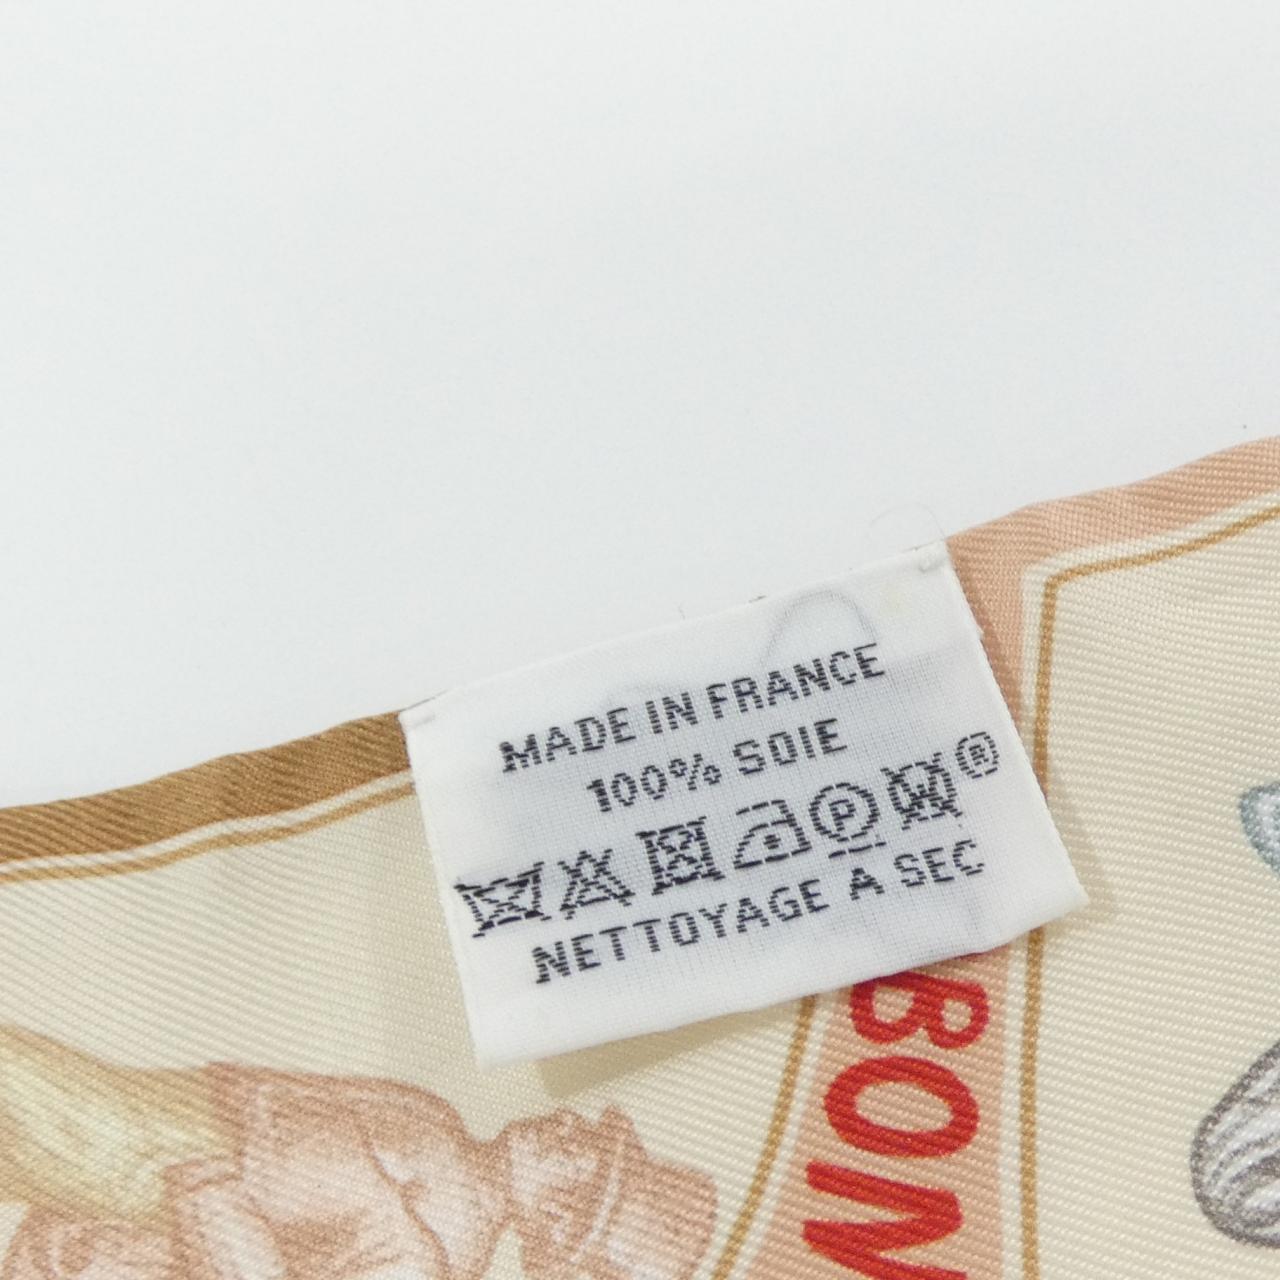 MADE IN FRANCE
100% SOIE
P ®
NETTOYAGE A SEC
BON